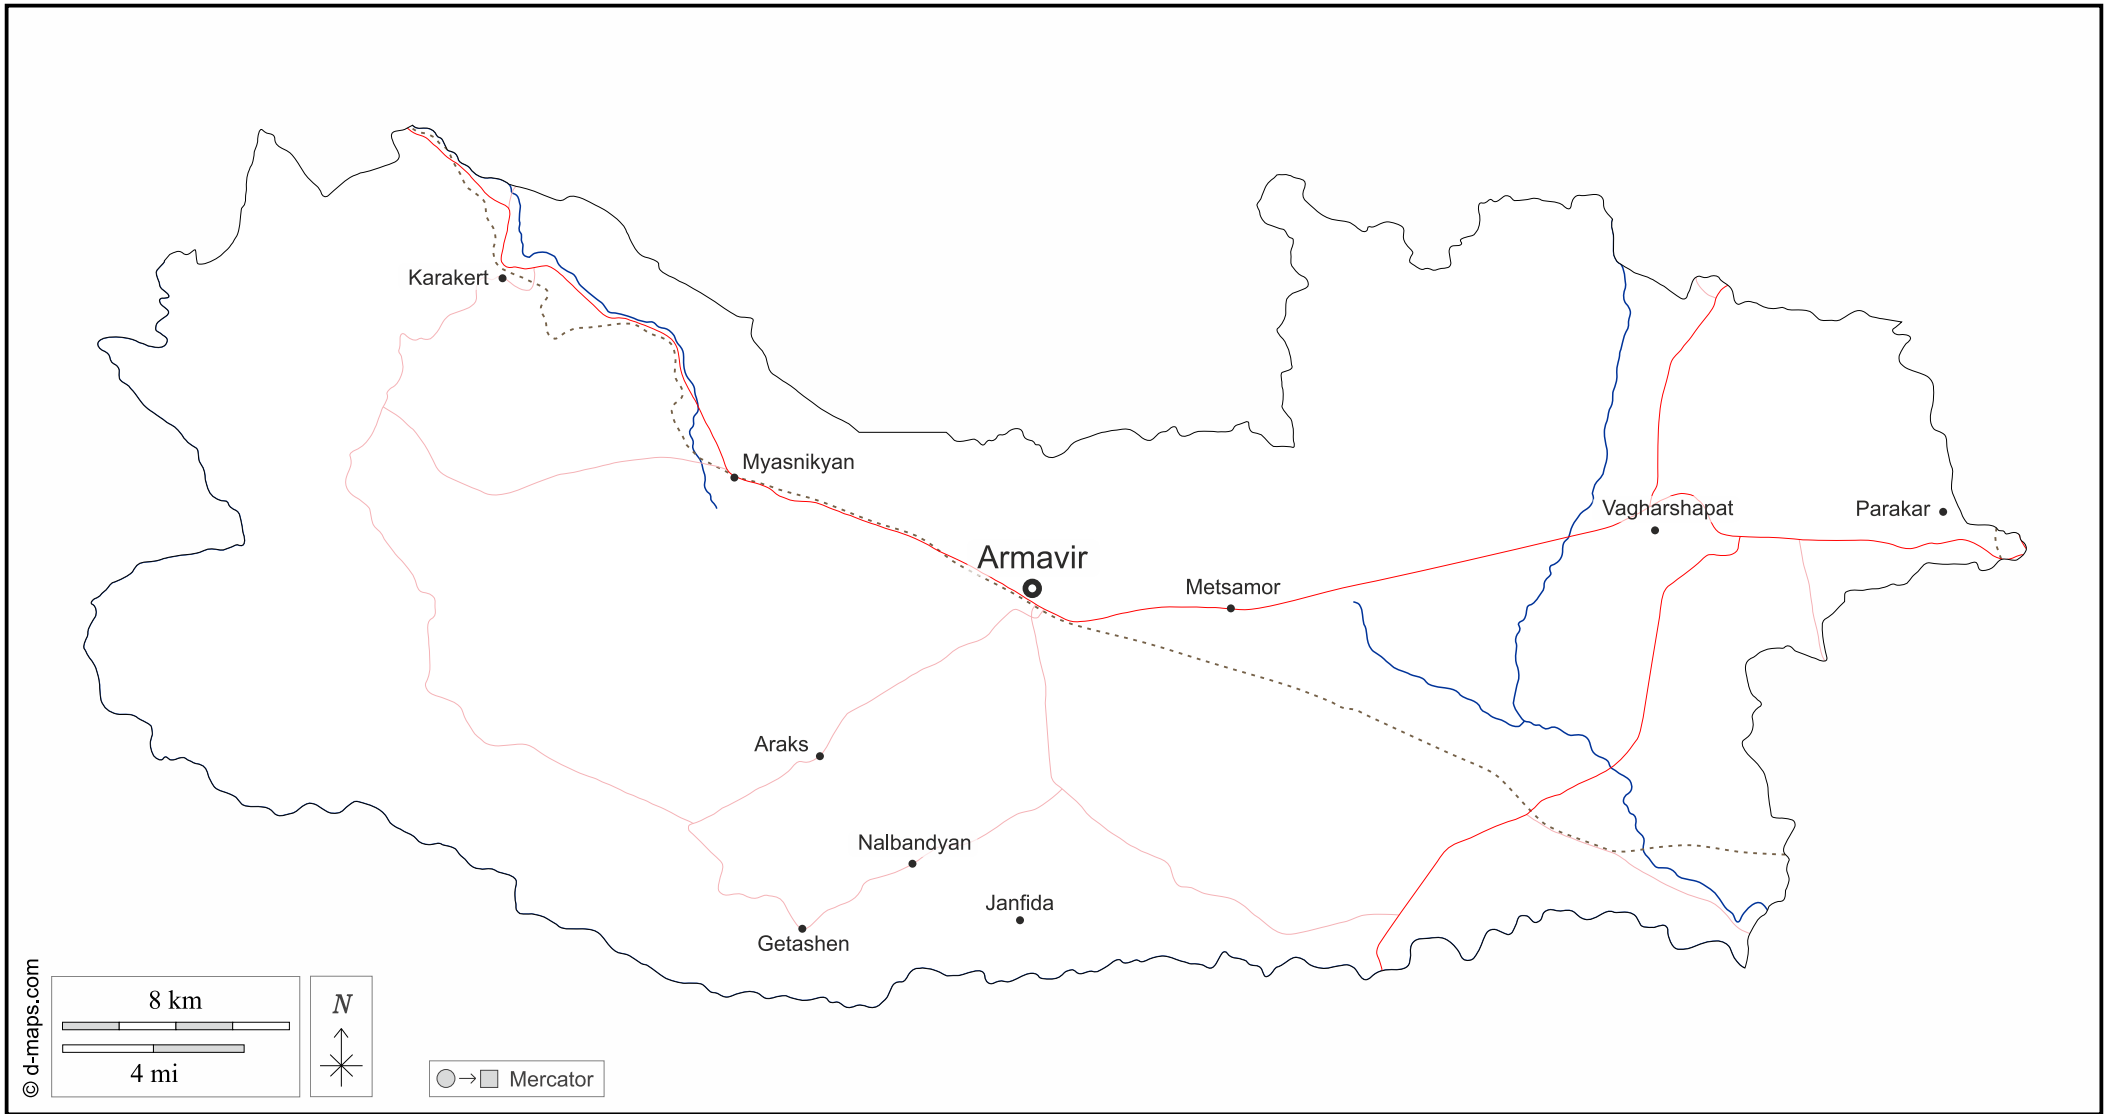 Karakert
Myasnikyan
Vagharshapat
Parakar
Armavir
Metsamor
Araks
Nalbandyan
Janfida
Getashen
© d-maps.com
8 km
4 mi
N
Mercator